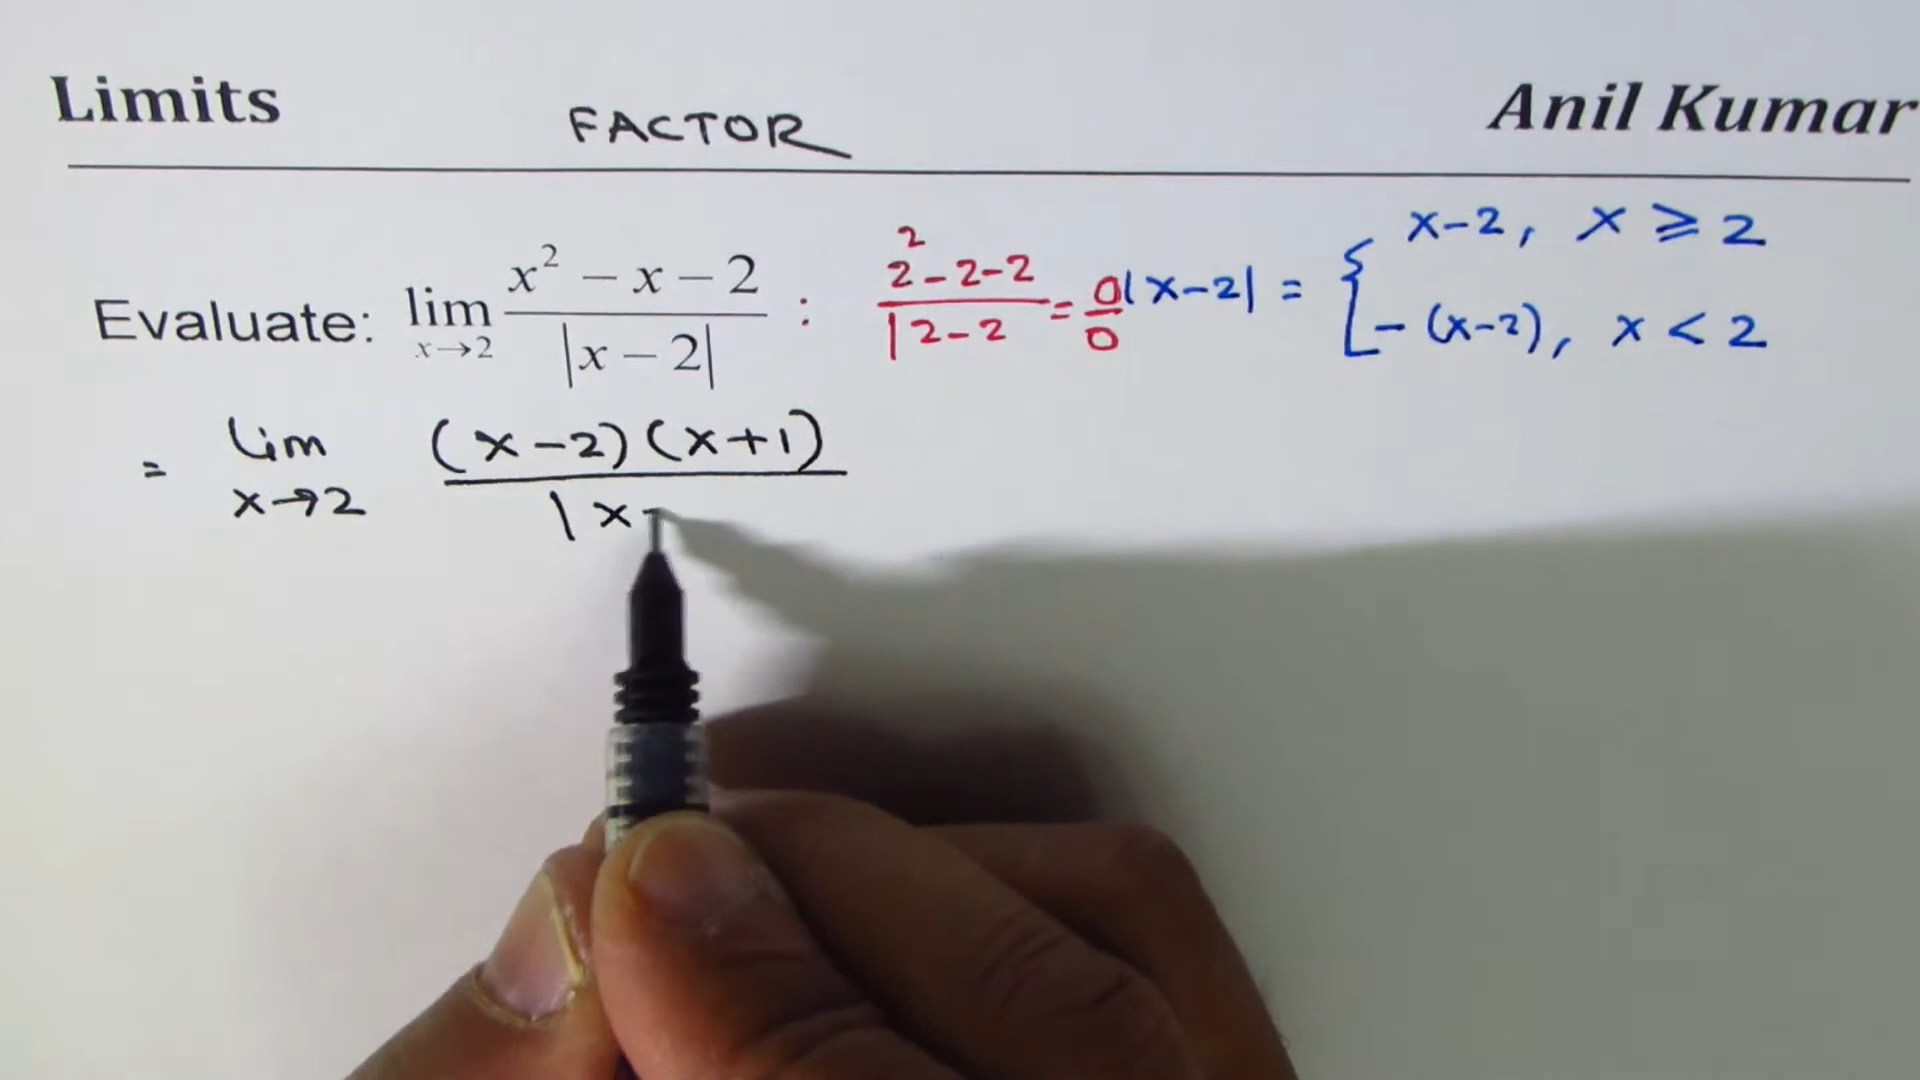 Limits FACTOR Anil Kumar
Evaluate: lim x→2 x² − x − 2 / |x − 2| : 2² - 2 - 2 / |2 - 2 = 0/0 |x-2| = { x-2, x ≥ 2
-(x-2), x < 2
= lim x→2 (x-2)(x+1) / |x-